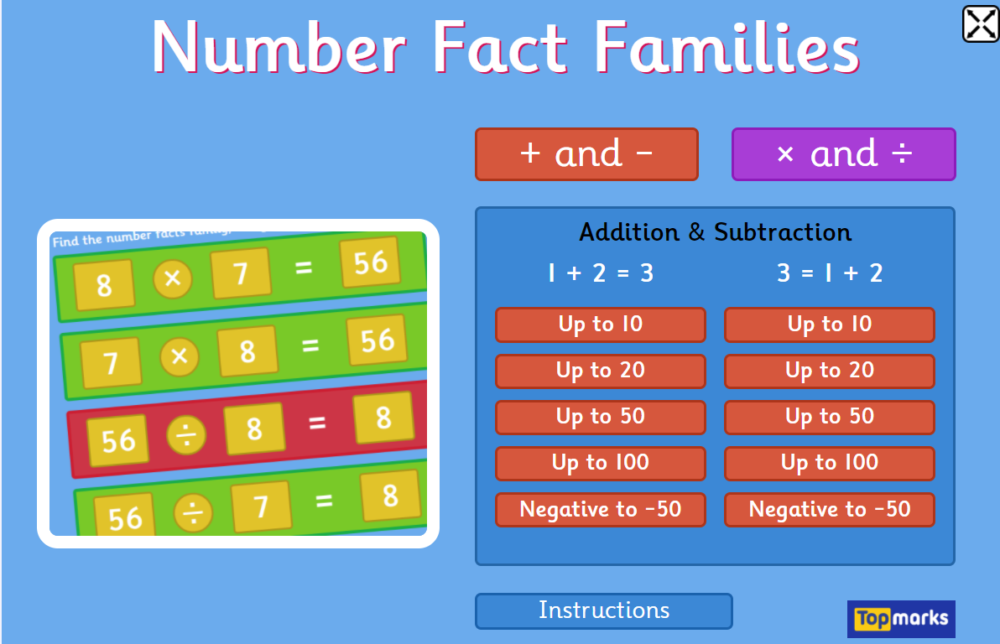 Number Fact Families
+ and -
× and ÷
Find the number facts family.
8 × 7 = 56
7 × 8 = 56
56 ÷ 8 = 8
56 ÷ 7 = 8
Addition & Subtraction
1 + 2 = 3
3 = 1 + 2
Up to 10
Up to 10
Up to 20
Up to 20
Up to 50
Up to 50
Up to 100
Up to 100
Negative to -50
Negative to -50
Instructions
Topmarks